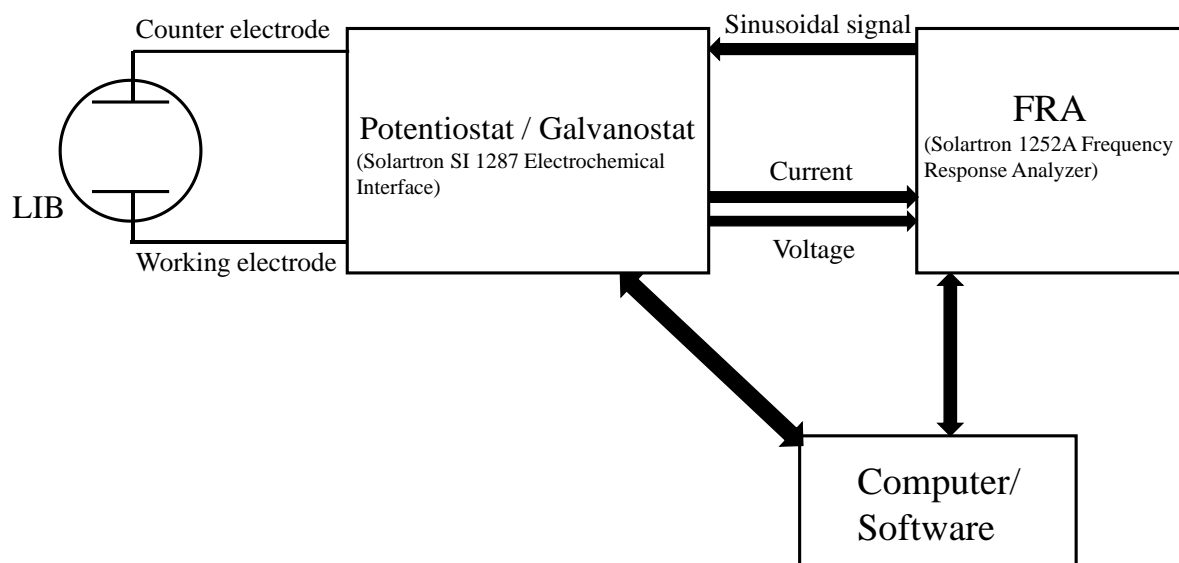 Counter electrode
Sinusoidal signal
Potentiostat / Galvanostat
(Solartron SI 1287 Electrochemical
Interface)
FRA
(Solartron 1252A Frequency
Response Analyzer)
Current
Voltage
LIB
Working electrode
Computer/
Software